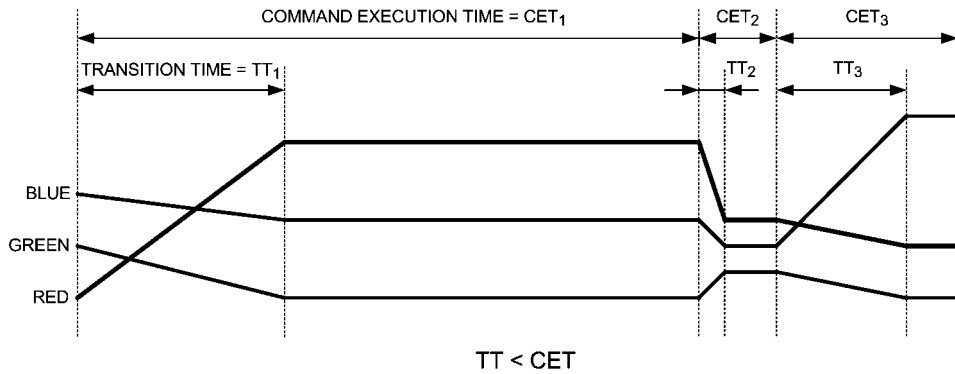 COMMAND EXECUTION TIME = CET₁
CET₂
CET₃
TRANSITION TIME = TT₁
TT₂
TT₃
BLUE
GREEN
RED
TT < CET